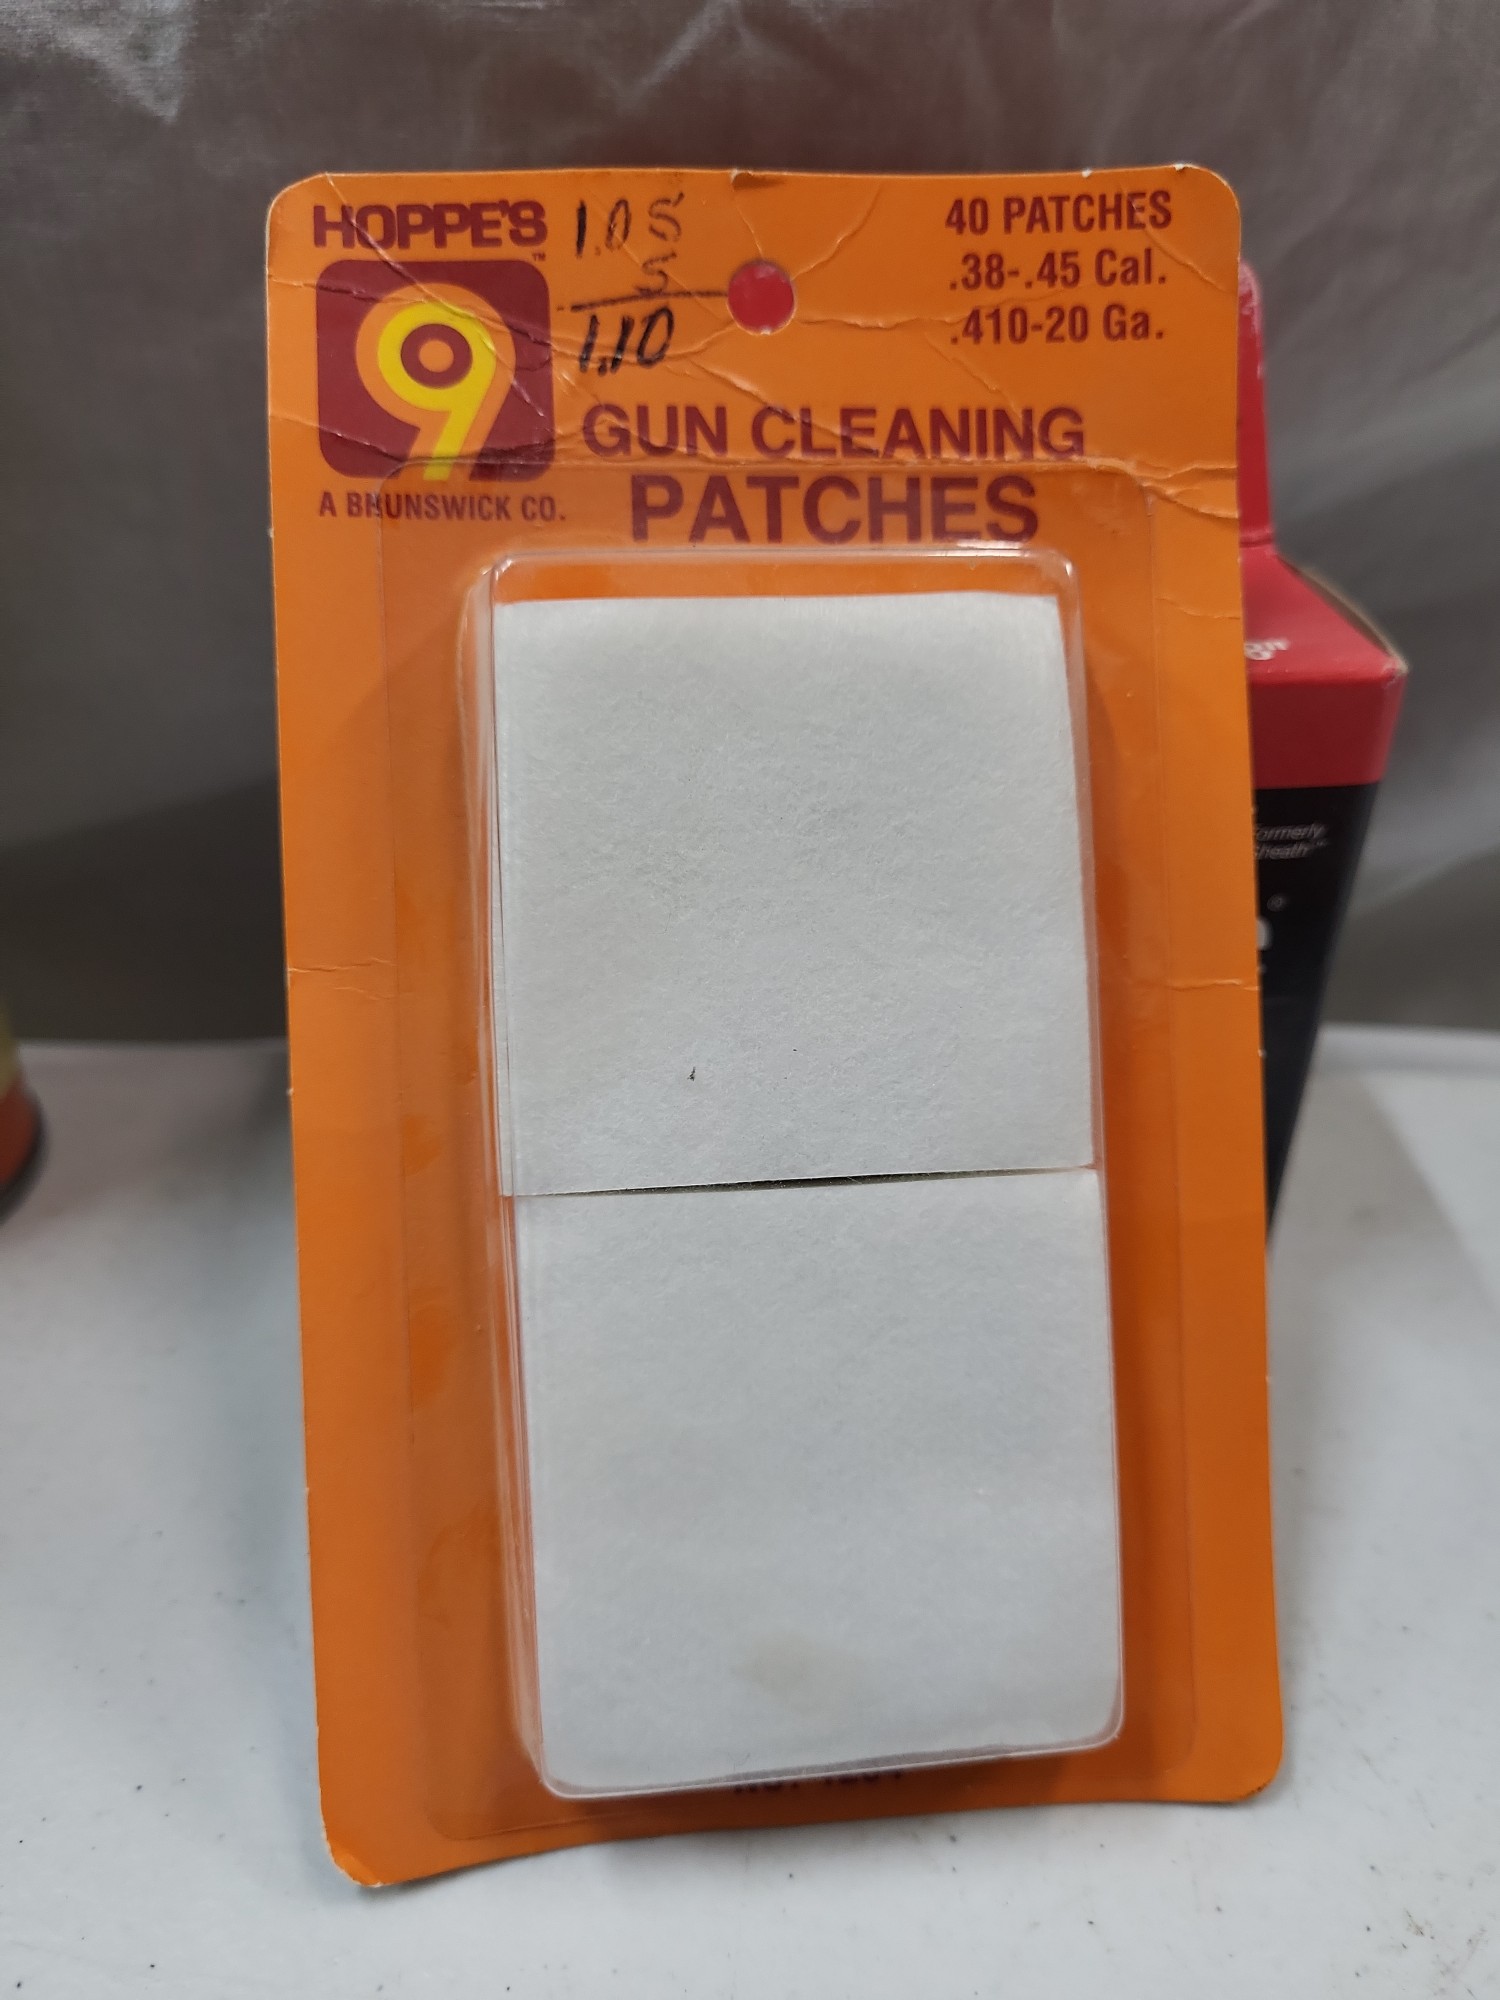 HOPPE'S
™
9
A BRUNSWICK CO.
1.05
5
1.10
40 PATCHES
.38-.45 Cal.
.410-20 Ga.
GUN CLEANING
PATCHES